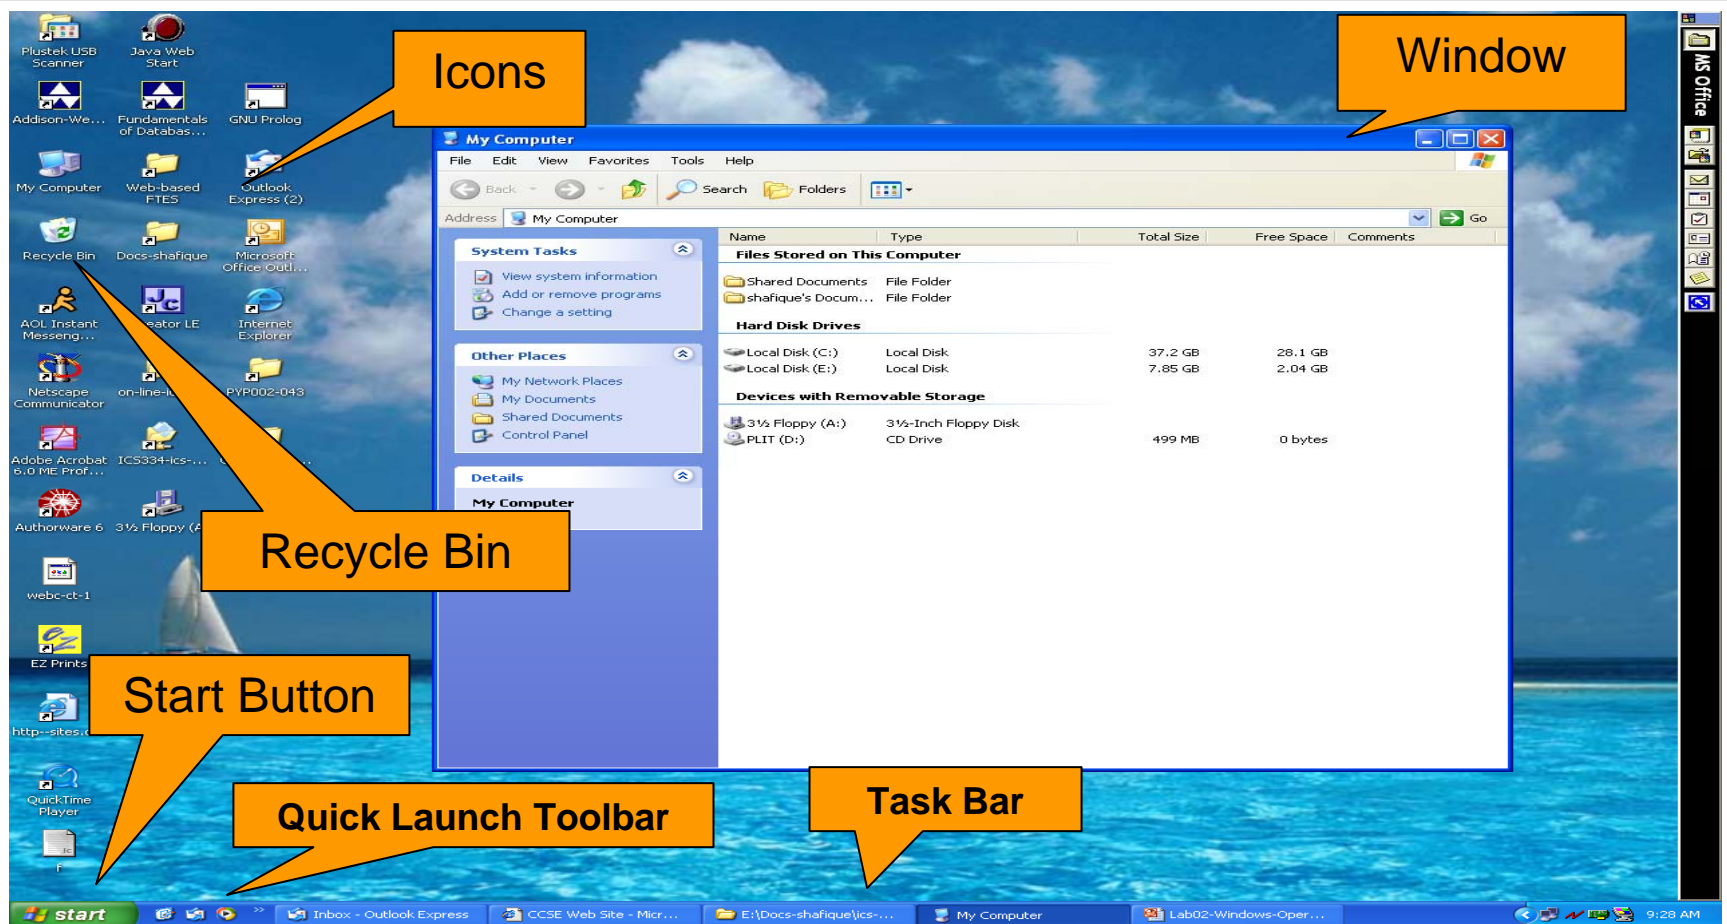 Plustek USB
Scanner
Java Web
Start
Icons
Window
MS Office
Addison-We...
Fundamentals
of Databas...
GNU Prolog
My Computer
File Edit View Favorites Tools Help
Back Search Folders
Address My Computer Go
My Computer
Web-based
FTES
Outlook
Express (2)
Recycle Bin
Docs-shafique
Microsoft
Office Outl...
System Tasks
View system information
Add or remove programs
Change a setting
Other Places
My Network Places
My Documents
Shared Documents
Control Panel
Details
My Computer
Name Type Total Size Free Space Comments
Files Stored on This Computer
Shared Documents File Folder
shafique's Docum... File Folder
Hard Disk Drives
Local Disk (C:) Local Disk 37.2 GB 28.1 GB
Local Disk (E:) Local Disk 7.85 GB 2.04 GB
Devices with Removable Storage
3½ Floppy (A:) 3½-Inch Floppy Disk
PLIT (D:) CD Drive 499 MB 0 bytes
AOL Instant
Messeng...
LE
Internet
Explorer
Netscape
Communicator
PYP002-043
Adobe Acrobat
6.0 ME Prof...
ICS334-ics-...
Authorware 6
3½ Floppy
Recycle Bin
webc-ct-1
EZ Prints
Start Button
QuickTime
Player
Quick Launch Toolbar
Task Bar
F
start
Inbox - Outlook Express
CCSE Web Site - Micr...
E:\Docs-shafique\ics-...
My Computer
Lab02-Windows-Oper...
9:28 AM